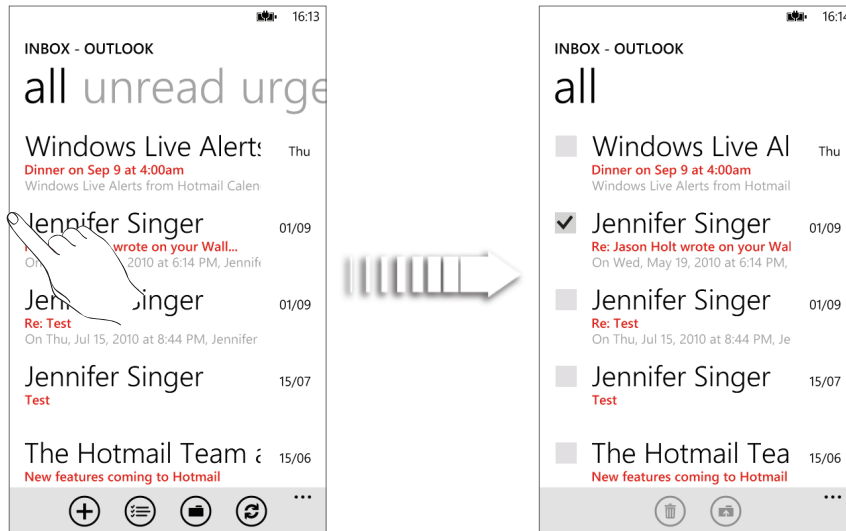 16:13
INBOX - OUTLOOK
all unread urge
Windows Live Alerts Thu
Dinner on Sep 9 at 4:00am
Windows Live Alerts from Hotmail Calen
Jennifer Singer 01/09
wrote on your Wall...
On 2010 at 6:14 PM, Jennife
Jennifer Singer 01/09
Re: Test
On Thu, Jul 15, 2010 at 8:44 PM, Jennifer
Jennifer Singer 15/07
Test
The Hotmail Team a 15/06
New features coming to Hotmail
16:14
INBOX - OUTLOOK
all
Windows Live Al Thu
Dinner on Sep 9 at 4:00am
Windows Live Alerts from Hotmail
Jennifer Singer 01/09
Re: Jason Holt wrote on your Wal
On Wed, May 19, 2010 at 6:14 PM,
Jennifer Singer 01/09
Re: Test
On Thu, Jul 15, 2010 at 8:44 PM, Je
Jennifer Singer 15/07
Test
The Hotmail Tea 15/06
New features coming to Hotmail